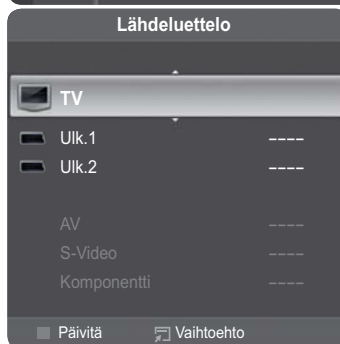 Lähdeluettelo
TV
Ulk.1 ----
Ulk.2 ----
AV ----
S-Video ----
Komponentti ----
Päivitä Vaihtoehto